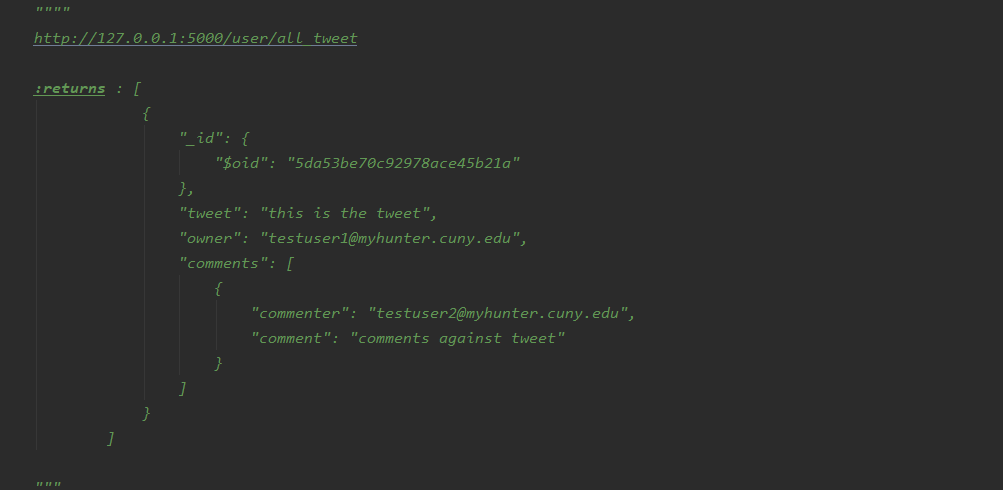 """"
http://127.0.0.1:5000/user/all_tweet
:returns : [
{
"_id": {
"$oid": "5da53be70c92978ace45b21a"
},
"tweet": "this is the tweet",
"owner": "testuser1@myhunter.cuny.edu",
"comments": [
{
"commenter": "testuser2@myhunter.cuny.edu",
"comment": "comments against tweet"
}
]
}
]
"""